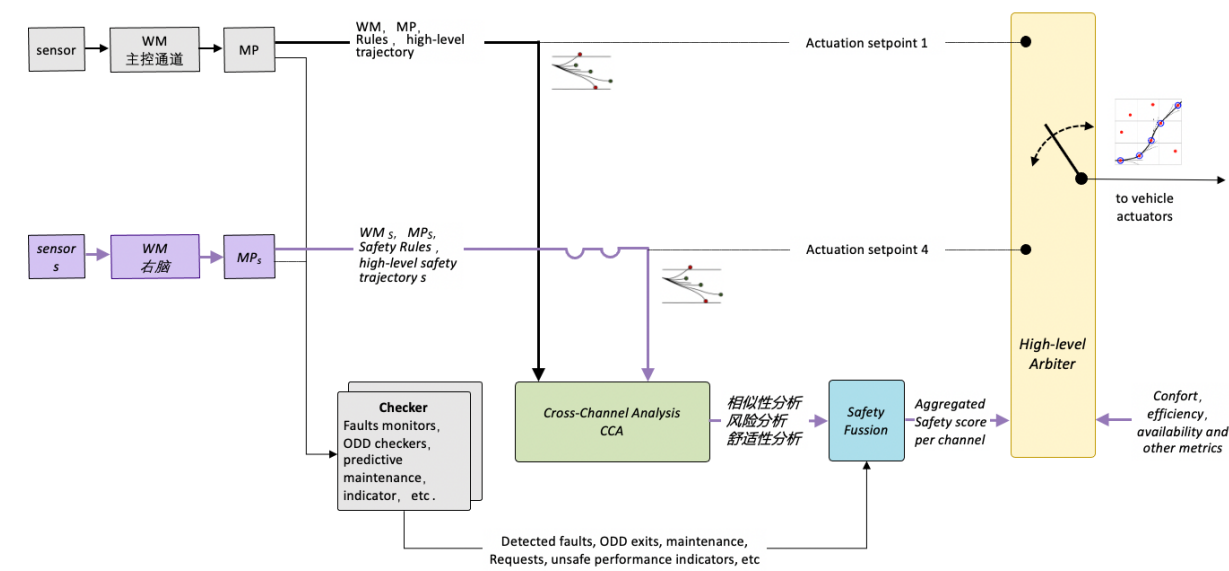 sensor
WM
主控通道
MP
WM，MP,
Rules，high-level
trajectory
Actuation setpoint 1
to vehicle
actuators
sensor
s
WM
右脑
MPs
WM s，MPs,
Safety Rules，
high-level safety
trajectory s
Actuation setpoint 4
High-level
Arbiter
Checker
Faults monitors，
ODD checkers，
predictive
maintenance，
indicator，etc．
Cross-Channel Analysis
CCA
相似性分析
风险分析
舒适性分析
Safety
Fussion
Aggregated
Safety score
per channel
Confort，
efficiency，
availability and
other metrics
Detected faults, ODD exits, maintenance,
Requests, unsafe performance indicators, etc